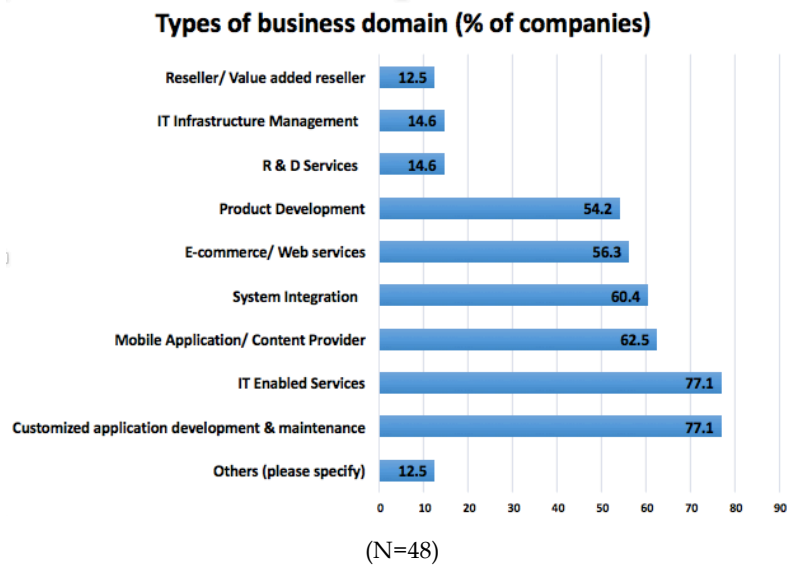 Types of business domain (% of companies)
Reseller/ Value added reseller 12.5
IT Infrastructure Management 14.6
R & D Services 14.6
Product Development 54.2
E-commerce/ Web services 56.3
System Integration 60.4
Mobile Application/ Content Provider 62.5
IT Enabled Services 77.1
Customized application development & maintenance 77.1
Others (please specify) 12.5
0 10 20 30 40 50 60 70 80 90
(N=48)